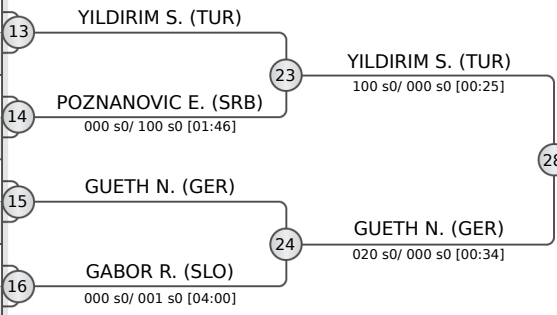 YILDIRIM S. (TUR)
13
23
YILDIRIM S. (TUR)
100 s0/ 000 s0 [00:25]
POZNANOVIC E. (SRB)
14
000 s0/ 100 s0 [01:46]
28
GUETH N. (GER)
15
24
GUETH N. (GER)
020 s0/ 000 s0 [00:34]
GABOR R. (SLO)
16
000 s0/ 001 s0 [04:00]